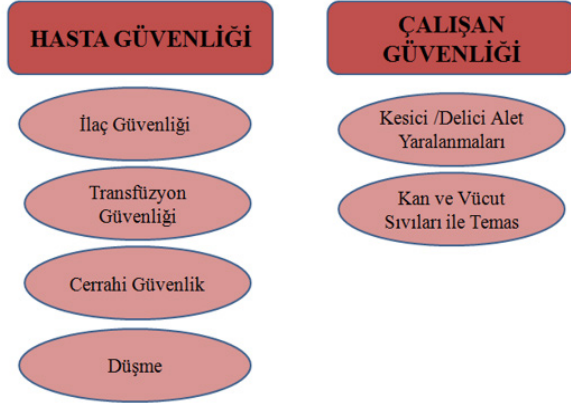 HASTA GÜVENLİĞİ
İlaç Güvenliği
Transfüzyon
Güvenliği
Cerrahi Güvenlik
Düşme
ÇALIŞAN
GÜVENLİĞİ
Kesici /Delici Alet
Yaralanmaları
Kan ve Vücut
Sıvıları ile Temas